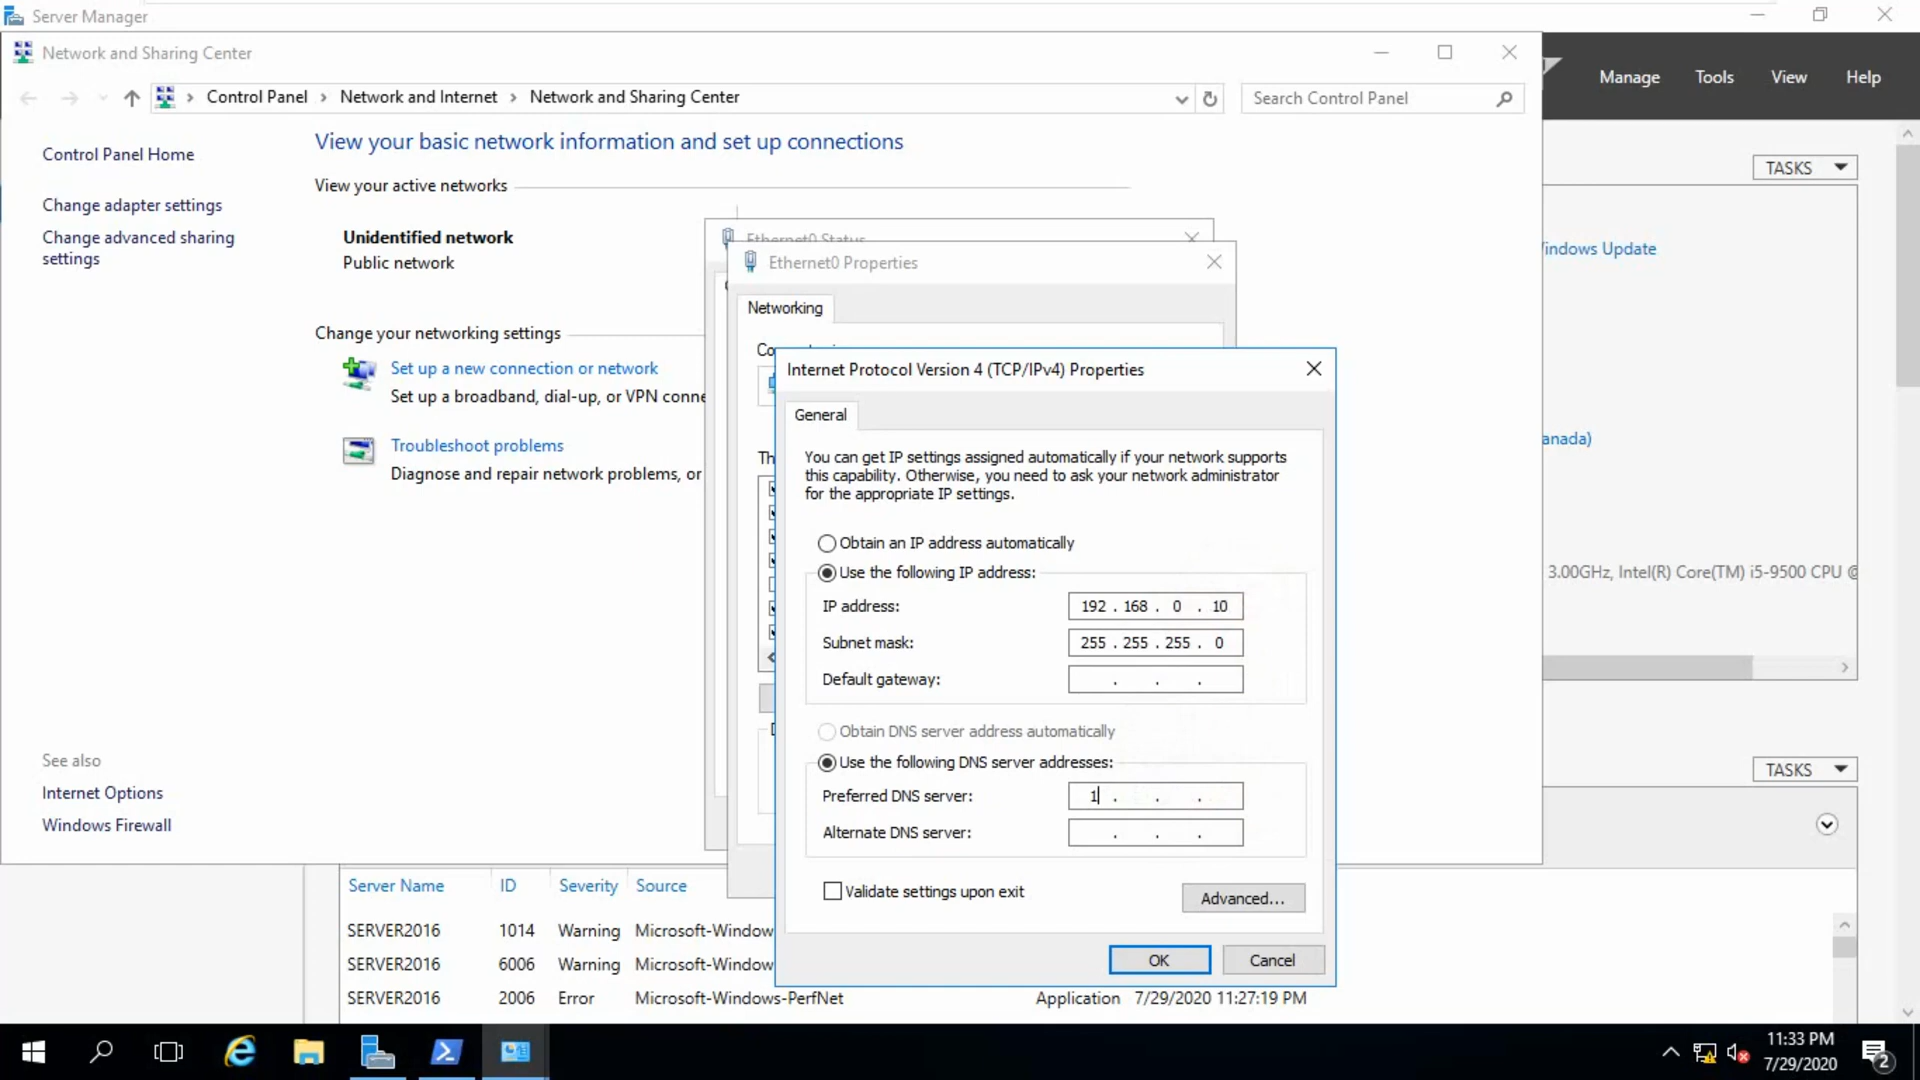 Server Manager
Network and Sharing Center
Manage
Tools
View
Help
Control Panel
Network and Internet
Network and Sharing Center
Search Control Panel
Control Panel Home
Change adapter settings
Change advanced sharing
settings
View your basic network information and set up connections
View your active networks
Unidentified network
Public network
Change your networking settings
Set up a new connection or network
Set up a broadband, dial-up, or VPN conne
Troubleshoot problems
Diagnose and repair network problems, or
See also
Internet Options
Windows Firewall
TASKS
indows Update
anada)
3.00GHz, Intel(R) Core(TM) i5-9500 CPU @
TASKS
Ethernet0 Status
Ethernet0 Properties
Networking
Internet Protocol Version 4 (TCP/IPv4) Properties
General
You can get IP settings assigned automatically if your network supports
this capability. Otherwise, you need to ask your network administrator
for the appropriate IP settings.
Obtain an IP address automatically
Use the following IP address:
IP address: 192 . 168 . 0 . 10
Subnet mask: 255 . 255 . 255 . 0
Default gateway: . . .
Obtain DNS server address automatically
Use the following DNS server addresses:
Preferred DNS server: 1 . . .
Alternate DNS server: . . .
Validate settings upon exit
Advanced...
OK
Cancel
Server Name ID Severity Source
SERVER2016 1014 Warning Microsoft-Window
SERVER2016 6006 Warning Microsoft-Window
SERVER2016 2006 Error Microsoft-Windows-PerfNet Application 7/29/2020 11:27:19 PM
11:33 PM
7/29/2020
2